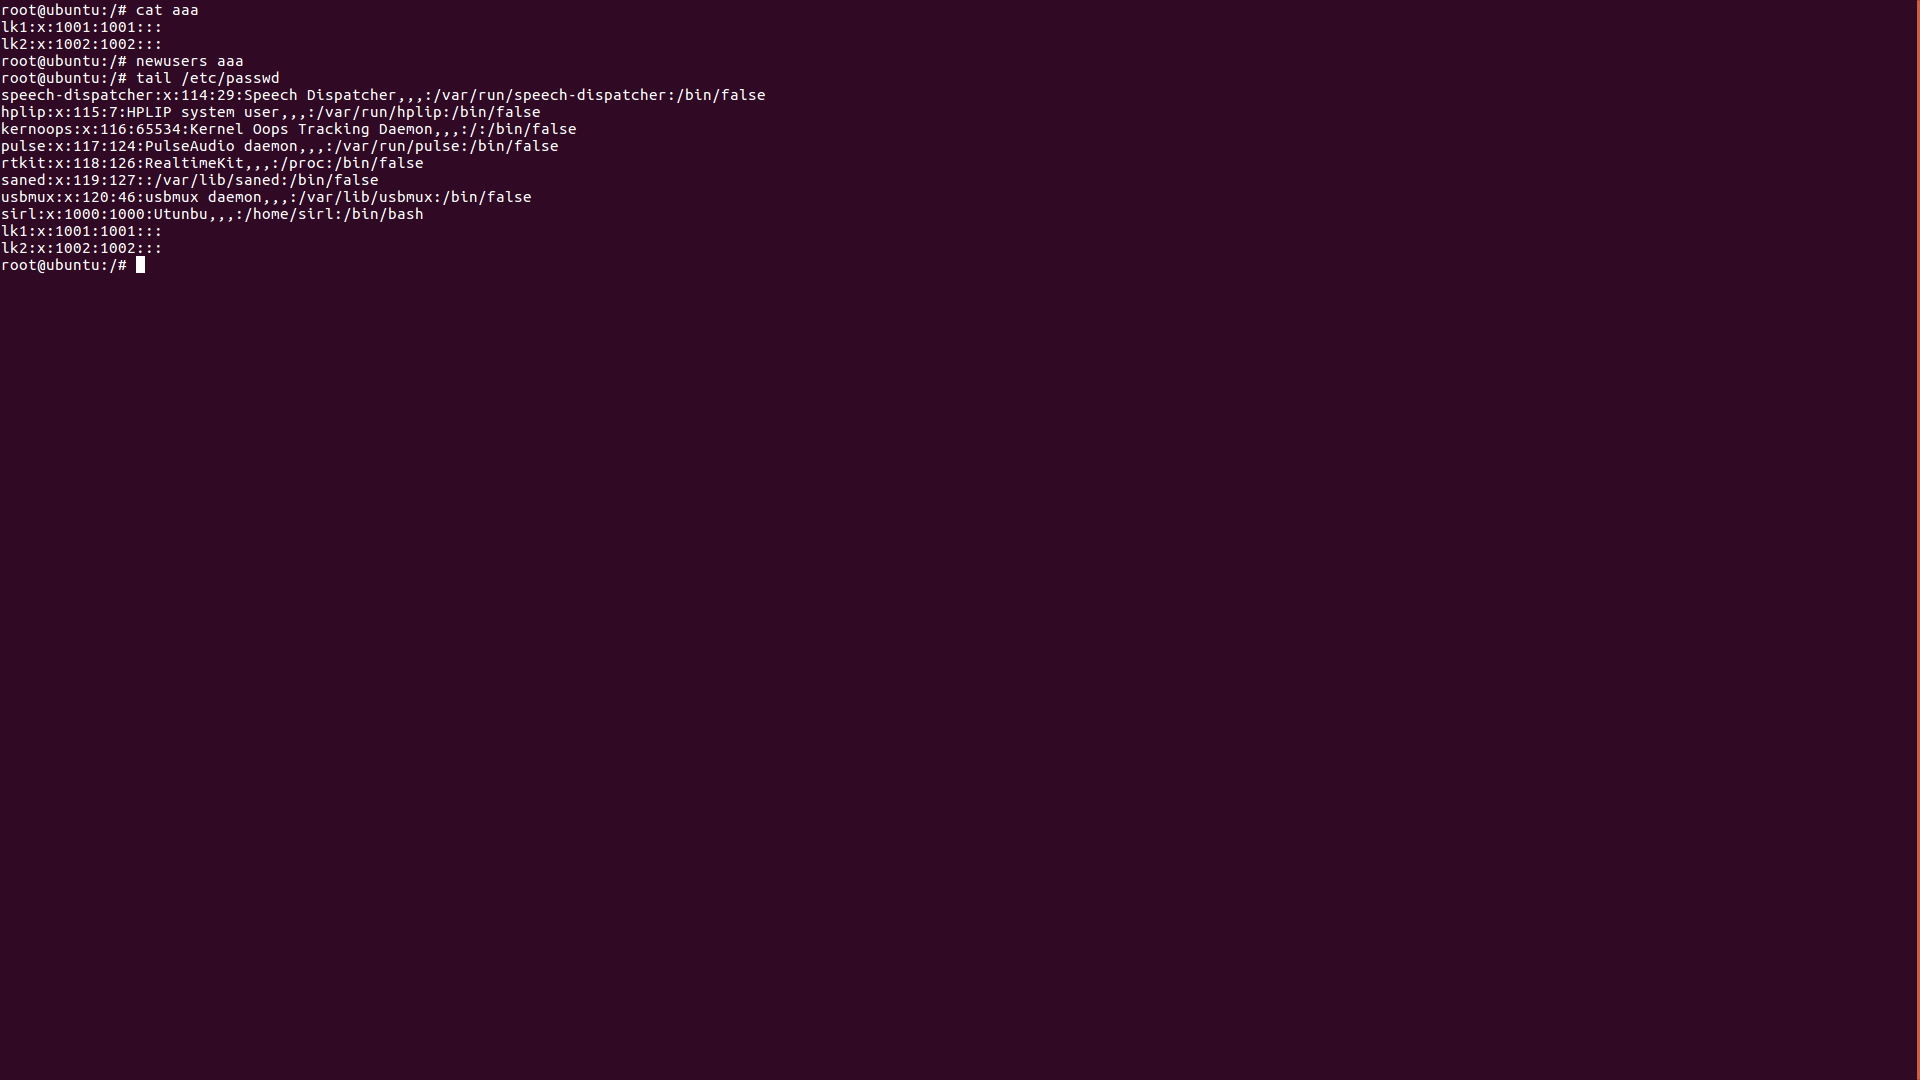 root@ubuntu:/# cat aaa
lk1:x:1001:1001:::
lk2:x:1002:1002:::
root@ubuntu:/# newusers aaa
root@ubuntu:/# tail /etc/passwd
speech-dispatcher:x:114:29:Speech Dispatcher,,,:/var/run/speech-dispatcher:/bin/false
hplip:x:115:7:HPLIP system user,,,:/var/run/hplip:/bin/false
kernoops:x:116:65534:Kernel Oops Tracking Daemon,,,:/:/bin/false
pulse:x:117:124:PulseAudio daemon,,,:/var/run/pulse:/bin/false
rtkit:x:118:126:RealtimeKit,,,:/proc:/bin/false
saned:x:119:127::/var/lib/saned:/bin/false
usbmux:x:120:46:usbmux daemon,,,:/var/lib/usbmux:/bin/false
sirl:x:1000:1000:Utunbu,,,:/home/sirl:/bin/bash
lk1:x:1001:1001:::
lk2:x:1002:1002:::
root@ubuntu:/#